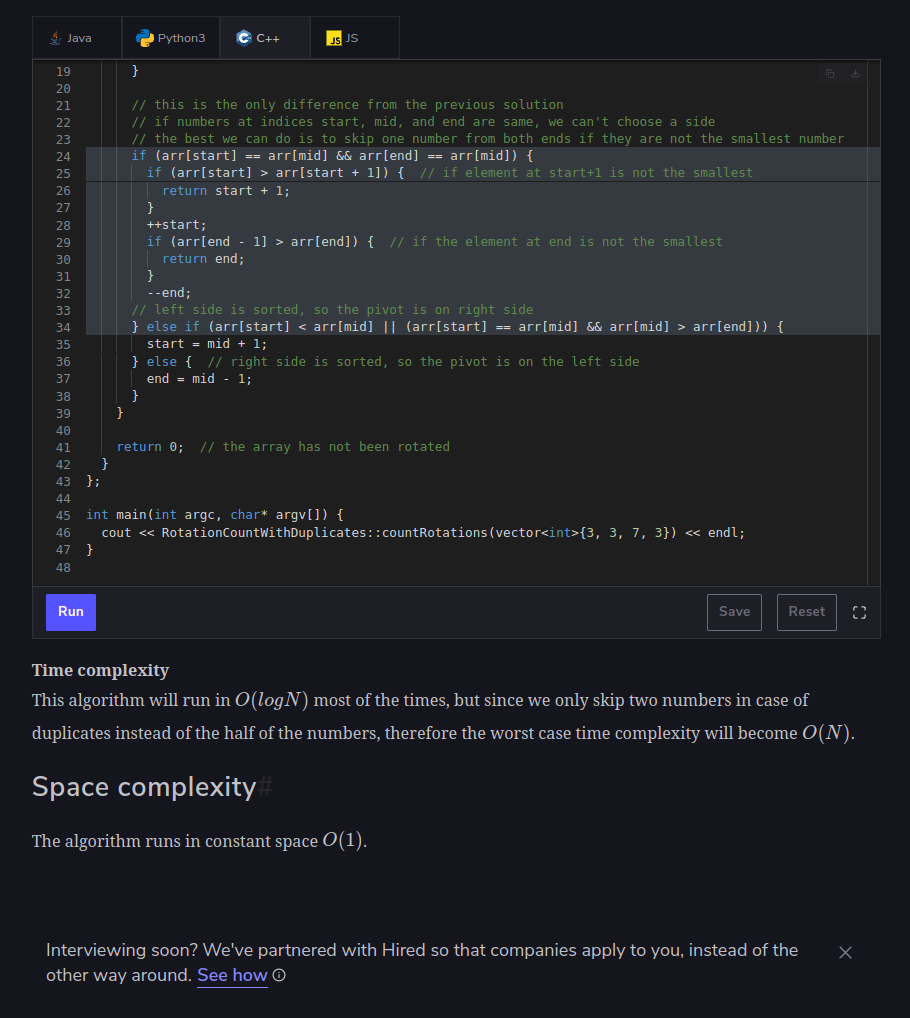 Java Python3 C++ JS
19 }
20
21 // this is the only difference from the previous solution
22 // if numbers at indices start, mid, and end are same, we can't choose a side
23 // the best we can do is to skip one number from both ends if they are not the smallest number
24 if (arr[start] == arr[mid] && arr[end] == arr[mid]) {
25 if (arr[start] > arr[start + 1]) { // if element at start+1 is not the smallest
26 return start + 1;
27 }
28 ++start;
29 if (arr[end - 1] > arr[end]) { // if the element at end is not the smallest
30 return end;
31 }
32 --end;
33 // left side is sorted, so the pivot is on right side
34 } else if (arr[start] < arr[mid] || (arr[start] == arr[mid] && arr[mid] > arr[end])) {
35 start = mid + 1;
36 } else { // right side is sorted, so the pivot is on the left side
37 end = mid - 1;
38 }
39 }
40
41 return 0; // the array has not been rotated
42 }
43 };
44
45 int main(int argc, char* argv[]) {
46 cout << RotationCountWithDuplicates::countRotations(vector<int>{3, 3, 7, 3}) << endl;
47 }
48
Run Save Reset
Time complexity
This algorithm will run in O(logN) most of the times, but since we only skip two numbers in case of
duplicates instead of the half of the numbers, therefore the worst case time complexity will become O(N).
Space complexity#
The algorithm runs in constant space O(1).
Interviewing soon? We've partnered with Hired so that companies apply to you, instead of the
other way around. See how